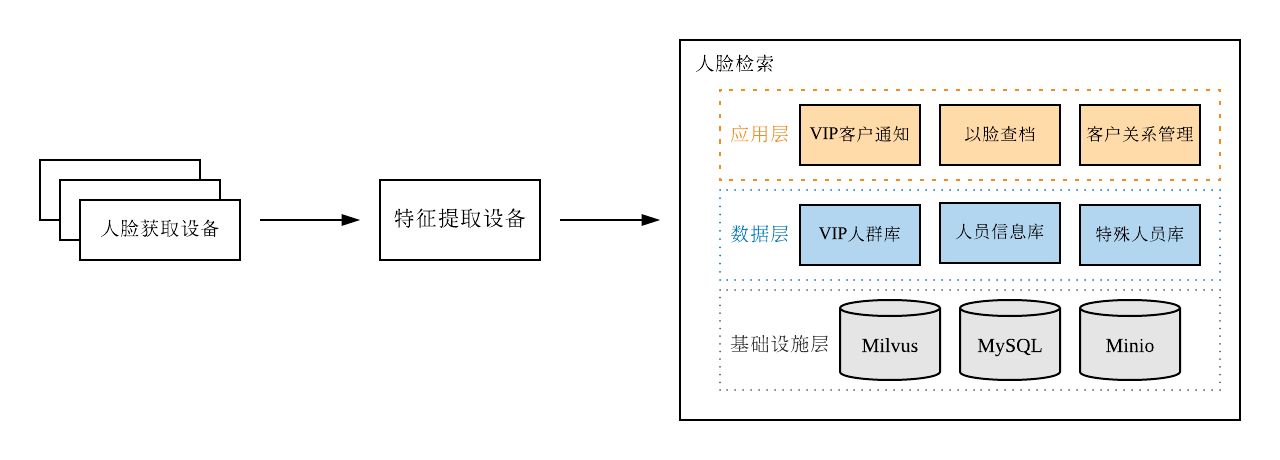 人脸获取设备
特征提取设备
人脸检索
应用层
VIP客户通知
以脸查档
客户关系管理
数据层
VIP人群库
人员信息库
特殊人员库
基础设施层
Milvus
MySQL
Minio